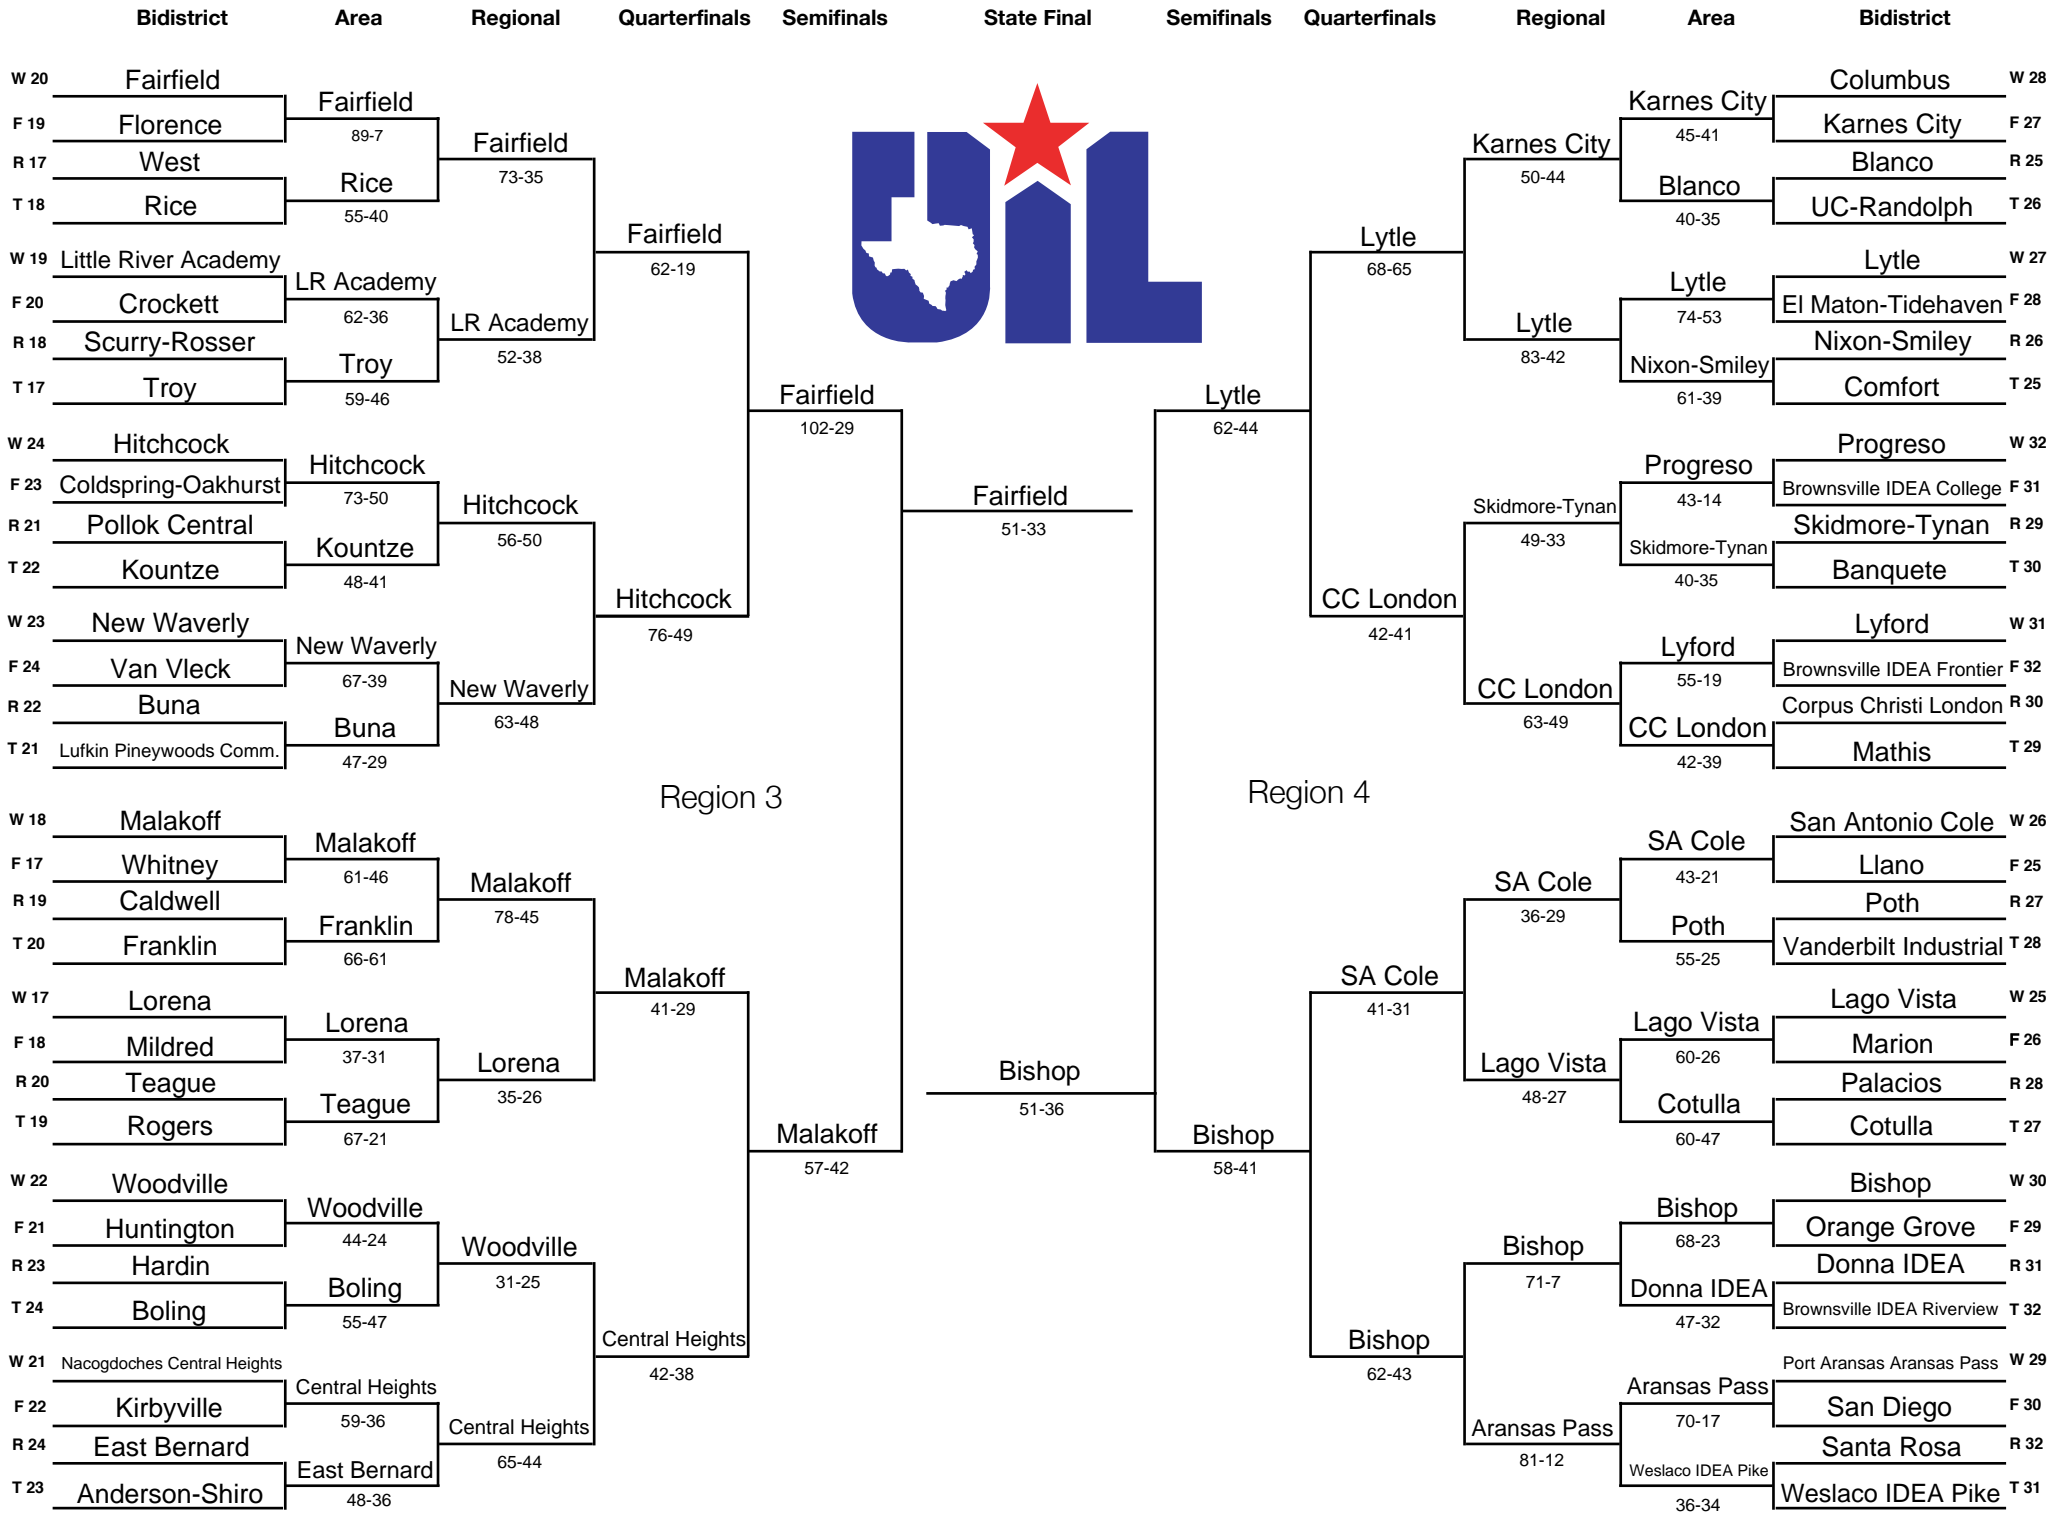 Bidistrict Area Regional Quarterfinals Semifinals State Final Semifinals Quarterfinals Regional Area Bidistrict
W 20 Fairfield
Fairfield
89-7
F 19 Florence
Fairfield
73-35
R 17 West
Rice
55-40
T 18 Rice
Fairfield
62-19
W 19 Little River Academy
LR Academy
62-36
F 20 Crockett
LR Academy
52-38
R 18 Scurry-Rosser
Troy
59-46
T 17 Troy
Fairfield
102-29
W 24 Hitchcock
Hitchcock
73-50
F 23 Coldspring-Oakhurst
Hitchcock
56-50
R 21 Pollok Central
Kountze
48-41
T 22 Kountze
Hitchcock
76-49
W 23 New Waverly
New Waverly
67-39
F 24 Van Vleck
New Waverly
63-48
R 22 Buna
Buna
47-29
T 21 Lufkin Pineywoods Comm.
Region 3
W 18 Malakoff
Malakoff
61-46
F 17 Whitney
Malakoff
78-45
R 19 Caldwell
Franklin
66-61
T 20 Franklin
Malakoff
41-29
W 17 Lorena
Lorena
37-31
F 18 Mildred
Lorena
35-26
R 20 Teague
Teague
67-21
T 19 Rogers
Malakoff
57-42
W 22 Woodville
Woodville
44-24
F 21 Huntington
Woodville
31-25
R 23 Hardin
Boling
55-47
T 24 Boling
Central Heights
42-38
W 21 Nacogdoches Central Heights
Central Heights
59-36
F 22 Kirbyville
Central Heights
65-44
R 24 East Bernard
East Bernard
48-36
T 23 Anderson-Shiro
UIL
Fairfield
51-33
Bishop
51-36
Columbus W 28
Karnes City
45-41
Karnes City F 27
Karnes City
50-44
Blanco R 25
Blanco
40-35
UC-Randolph T 26
Lytle
68-65
Lytle W 27
Lytle
74-53
El Maton-Tidehaven F 28
Lytle
83-42
Nixon-Smiley R 26
Nixon-Smiley
61-39
Comfort T 25
Lytle
62-44
Progreso W 32
Progreso
43-14
Brownsville IDEA College F 31
Skidmore-Tynan
49-33
Skidmore-Tynan R 29
Skidmore-Tynan
40-35
Banquete T 30
CC London
42-41
Lyford W 31
Lyford
55-19
Brownsville IDEA Frontier F 32
CC London
63-49
Corpus Christi London R 30
CC London
42-39
Mathis T 29
Region 4
San Antonio Cole W 26
SA Cole
43-21
Llano F 25
SA Cole
36-29
Poth R 27
Poth
55-25
Vanderbilt Industrial T 28
SA Cole
41-31
Lago Vista W 25
Lago Vista
60-26
Marion F 26
Lago Vista
48-27
Palacios R 28
Cotulla
60-47
Cotulla T 27
Bishop
58-41
Bishop W 30
Bishop
68-23
Orange Grove F 29
Bishop
71-7
Donna IDEA R 31
Donna IDEA
47-32
Brownsville IDEA Riverview T 32
Bishop
62-43
Port Aransas Aransas Pass W 29
Aransas Pass
70-17
San Diego F 30
Aransas Pass
81-12
Santa Rosa R 32
Weslaco IDEA Pike
36-34
Weslaco IDEA Pike T 31